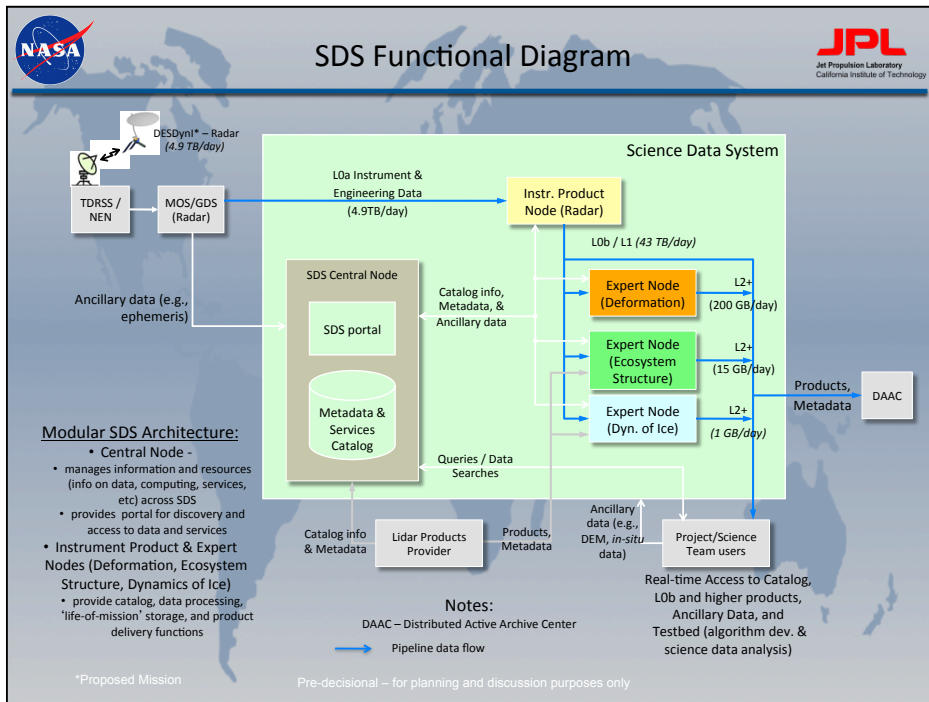 NASA
SDS Functional Diagram
JPL
Jet Propulsion Laboratory
California Institute of Technology
DESDynI* – Radar
(4.9 TB/day)
Science Data System
L0a Instrument &
Engineering Data
(4.9TB/day)
TDRSS /
NEN
MOS/GDS
(Radar)
Instr. Product
Node (Radar)
L0b / L1 (43 TB/day)
SDS Central Node
Ancillary data (e.g.,
ephemeris)
Catalog info,
Metadata, &
Ancillary data
Expert Node
(Deformation)
L2+
(200 GB/day)
SDS portal
Expert Node
(Ecosystem
Structure)
L2+
(15 GB/day)
Products,
Metadata
DAAC
Metadata &
Services
Catalog
Expert Node
(Dyn. of Ice)
L2+
(1 GB/day)
Modular SDS Architecture:
• Central Node -
• manages information and resources
(info on data, computing, services,
etc) across SDS
• provides portal for discovery and
access to data and services
• Instrument Product & Expert
Nodes (Deformation, Ecosystem
Structure, Dynamics of Ice)
• provide catalog, data processing,
‘life-of-mission’ storage, and product
delivery functions
Queries / Data
Searches
Catalog info
& Metadata
Lidar Products
Provider
Products,
Metadata
Ancillary
data (e.g.,
DEM, in-situ
data)
Project/Science
Team users
Real-time Access to Catalog,
L0b and higher products,
Ancillary Data, and
Testbed (algorithm dev. &
science data analysis)
Notes:
DAAC – Distributed Active Archive Center
Pipeline data flow
*Proposed Mission
Pre-decisional – for planning and discussion purposes only